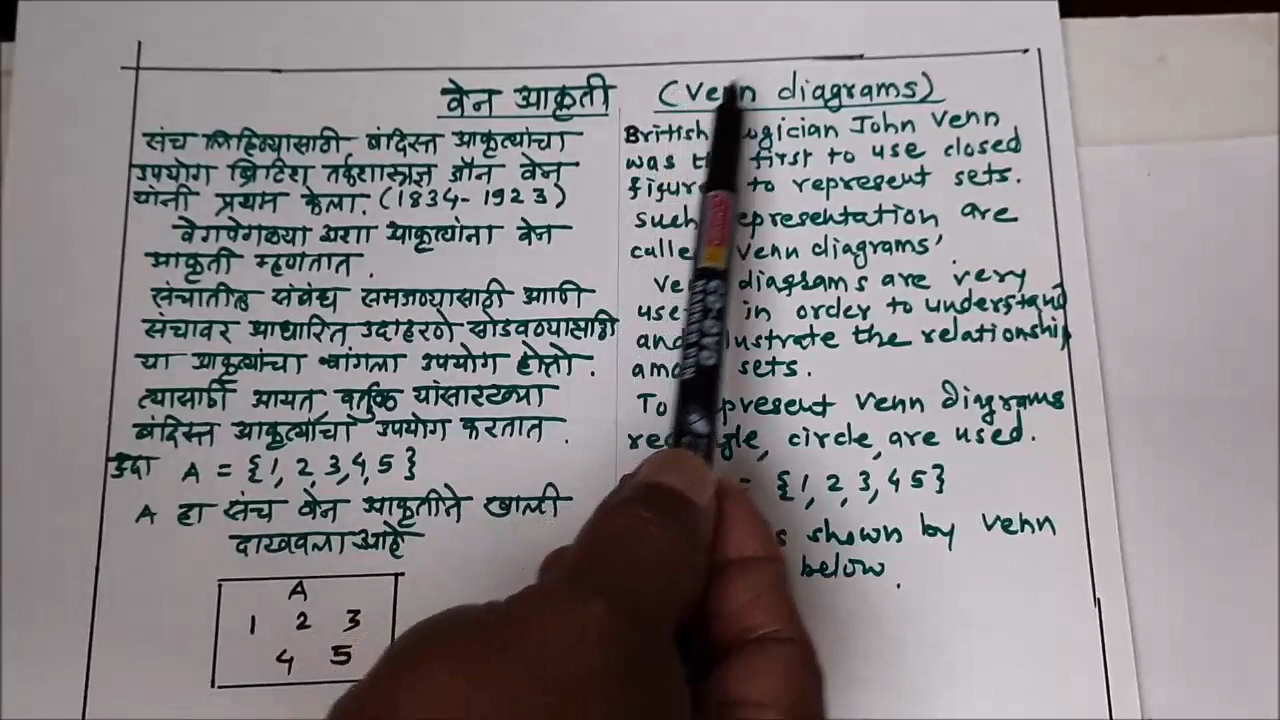 वेन आकृती (Venn diagrams)
संच लिहिण्यासाठी बंदिस्त आकृत्यांचा
उपयोग ब्रिटिश तर्कशास्त्रज्ञ जॉन वेन
यांनी प्रथम केला. (1834-1923)
वेगवेगळ्या अशा आकृत्यांना वेन
आकृती म्हणतात.
संचातील संबंध समजण्यासाठी आणि
संचावर आधारित उदाहरणे सोडवण्यासाठी
या आकृत्यांचा चांगला उपयोग होतो.
त्यासाठी आयत वर्तुळ यांसारख्या
बंदिस्त आकृत्यांचा उपयोग करतात.
उदा A = {1, 2, 3, 4, 5}
A हा संच वेन आकृतीने खाली
दाखवला आहे
A
1 2 3
4 5
British John Venn
was first to use closed
to represent sets.
such are
venn diagrams'.
diagrams are very
in order to understand
the relationship
sets.
To venn diagrams
circle, are used.
= {1, 2, 3, 4 5}
shown by venn
below.